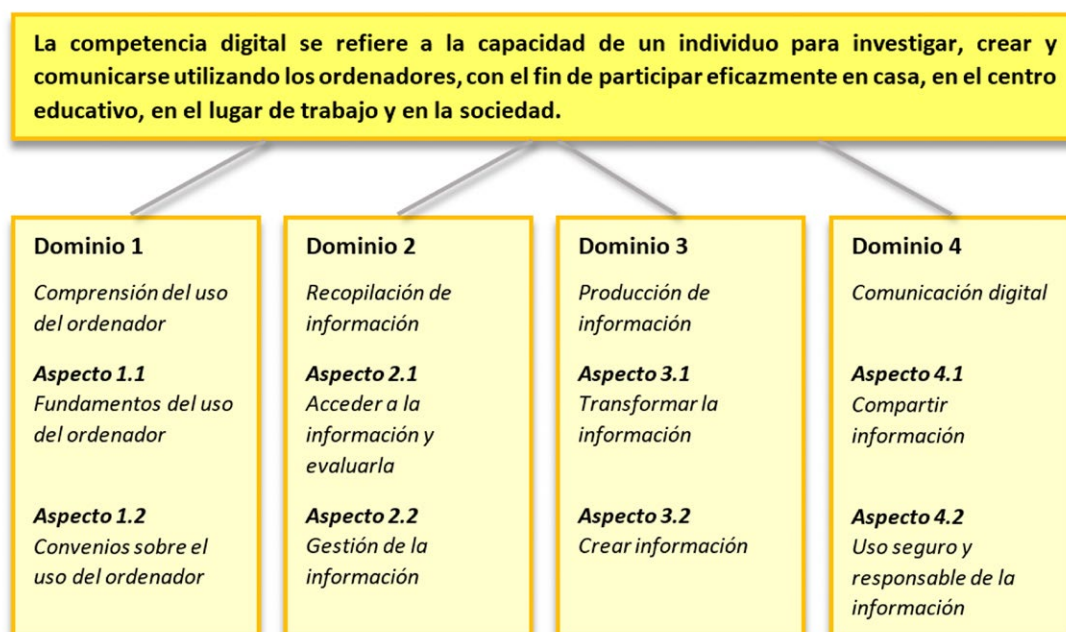 La competencia digital se refiere a la capacidad de un individuo para investigar, crear y
comunicarse utilizando los ordenadores, con el fin de participar eficazmente en casa, en el centro
educativo, en el lugar de trabajo y en la sociedad.
Dominio 1
Comprensión del uso
del ordenador
Aspecto 1.1
Fundamentos del uso
del ordenador
Aspecto 1.2
Convenios sobre el
uso del ordenador
Dominio 2
Recopilación de
información
Aspecto 2.1
Acceder a la
información y
evaluarla
Aspecto 2.2
Gestión de la
información
Dominio 3
Producción de
información
Aspecto 3.1
Transformar la
información
Aspecto 3.2
Crear información
Dominio 4
Comunicación digital
Aspecto 4.1
Compartir
información
Aspecto 4.2
Uso seguro y
responsable de la
información